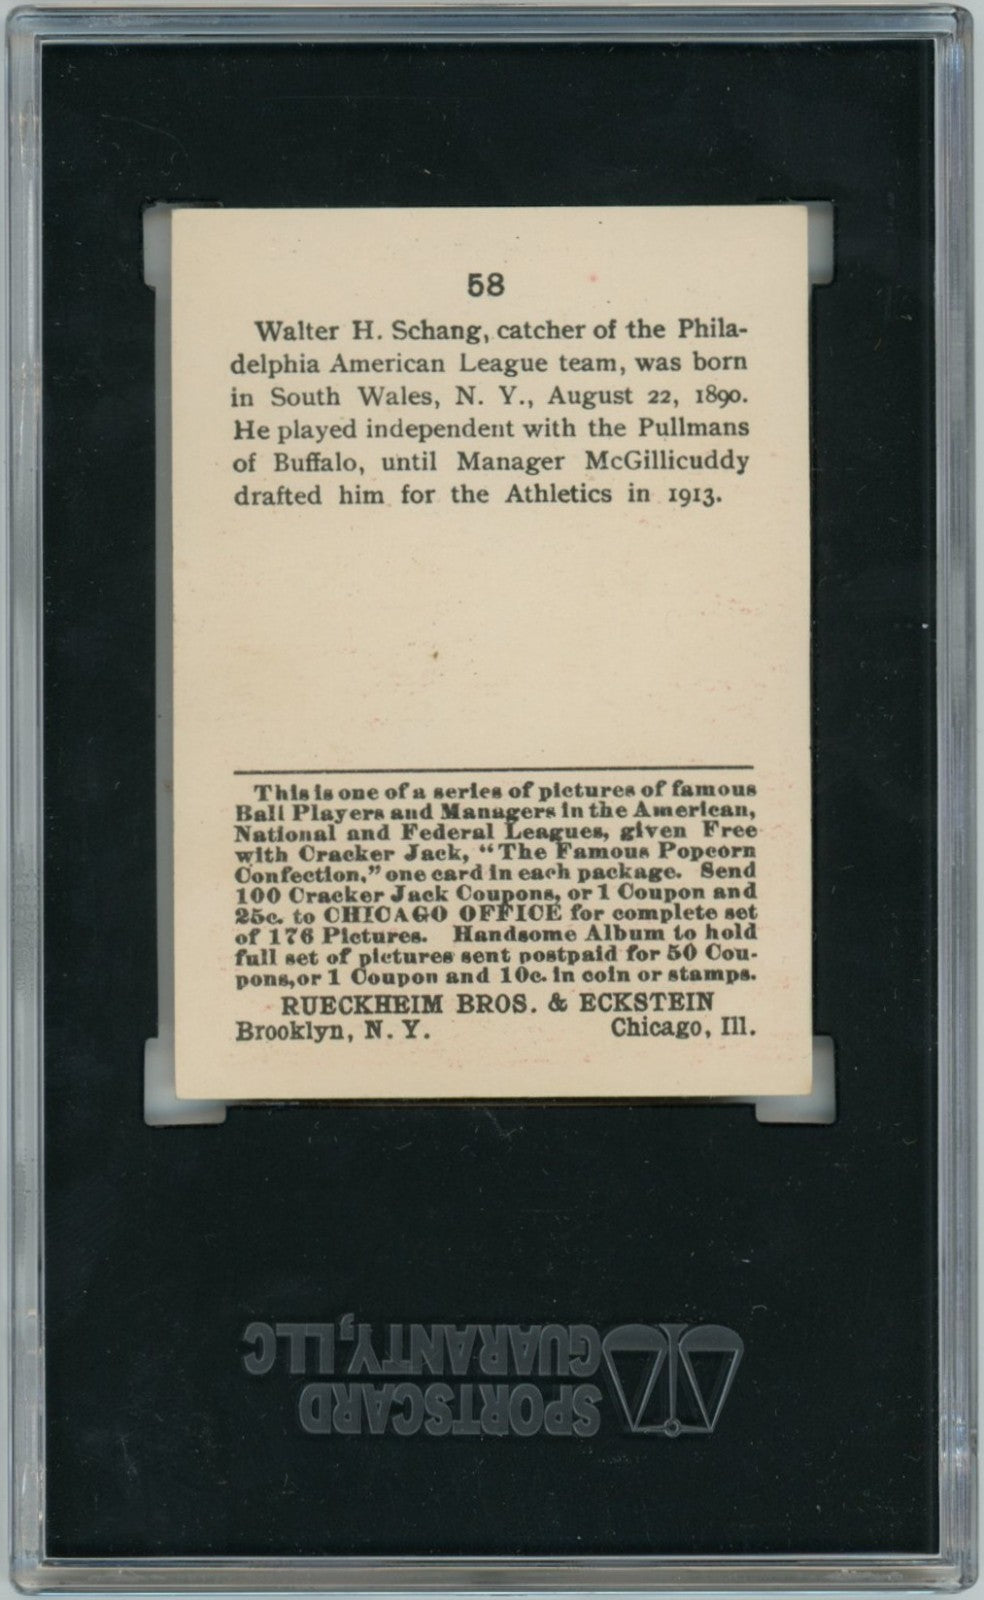 58
Walter H. Schang, catcher of the Phila-
delphia American League team, was born
in South Wales, N. Y., August 22, 1890.
He played independent with the Pullmans
of Buffalo, until Manager McGillicuddy
drafted him for the Athletics in 1913.
This is one of a series of pictures of famous
Ball Players and Managers in the American,
National and Federal Leagues, given Free
with Cracker Jack, "The Famous Popcorn
Confection," one card in each package. Send
100 Cracker Jack Coupons, or 1 Coupon and
25c. to CHICAGO OFFICE for complete set
of 176 Pictures. Handsome Album to hold
full set of pictures sent postpaid for 50 Cou-
pons, or 1 Coupon and 10c. in coin or stamps.
RUECKHEIM BROS. & ECKSTEIN
Brooklyn, N. Y. Chicago, Ill.
SPORTSCARD
GUARANTY, LLC